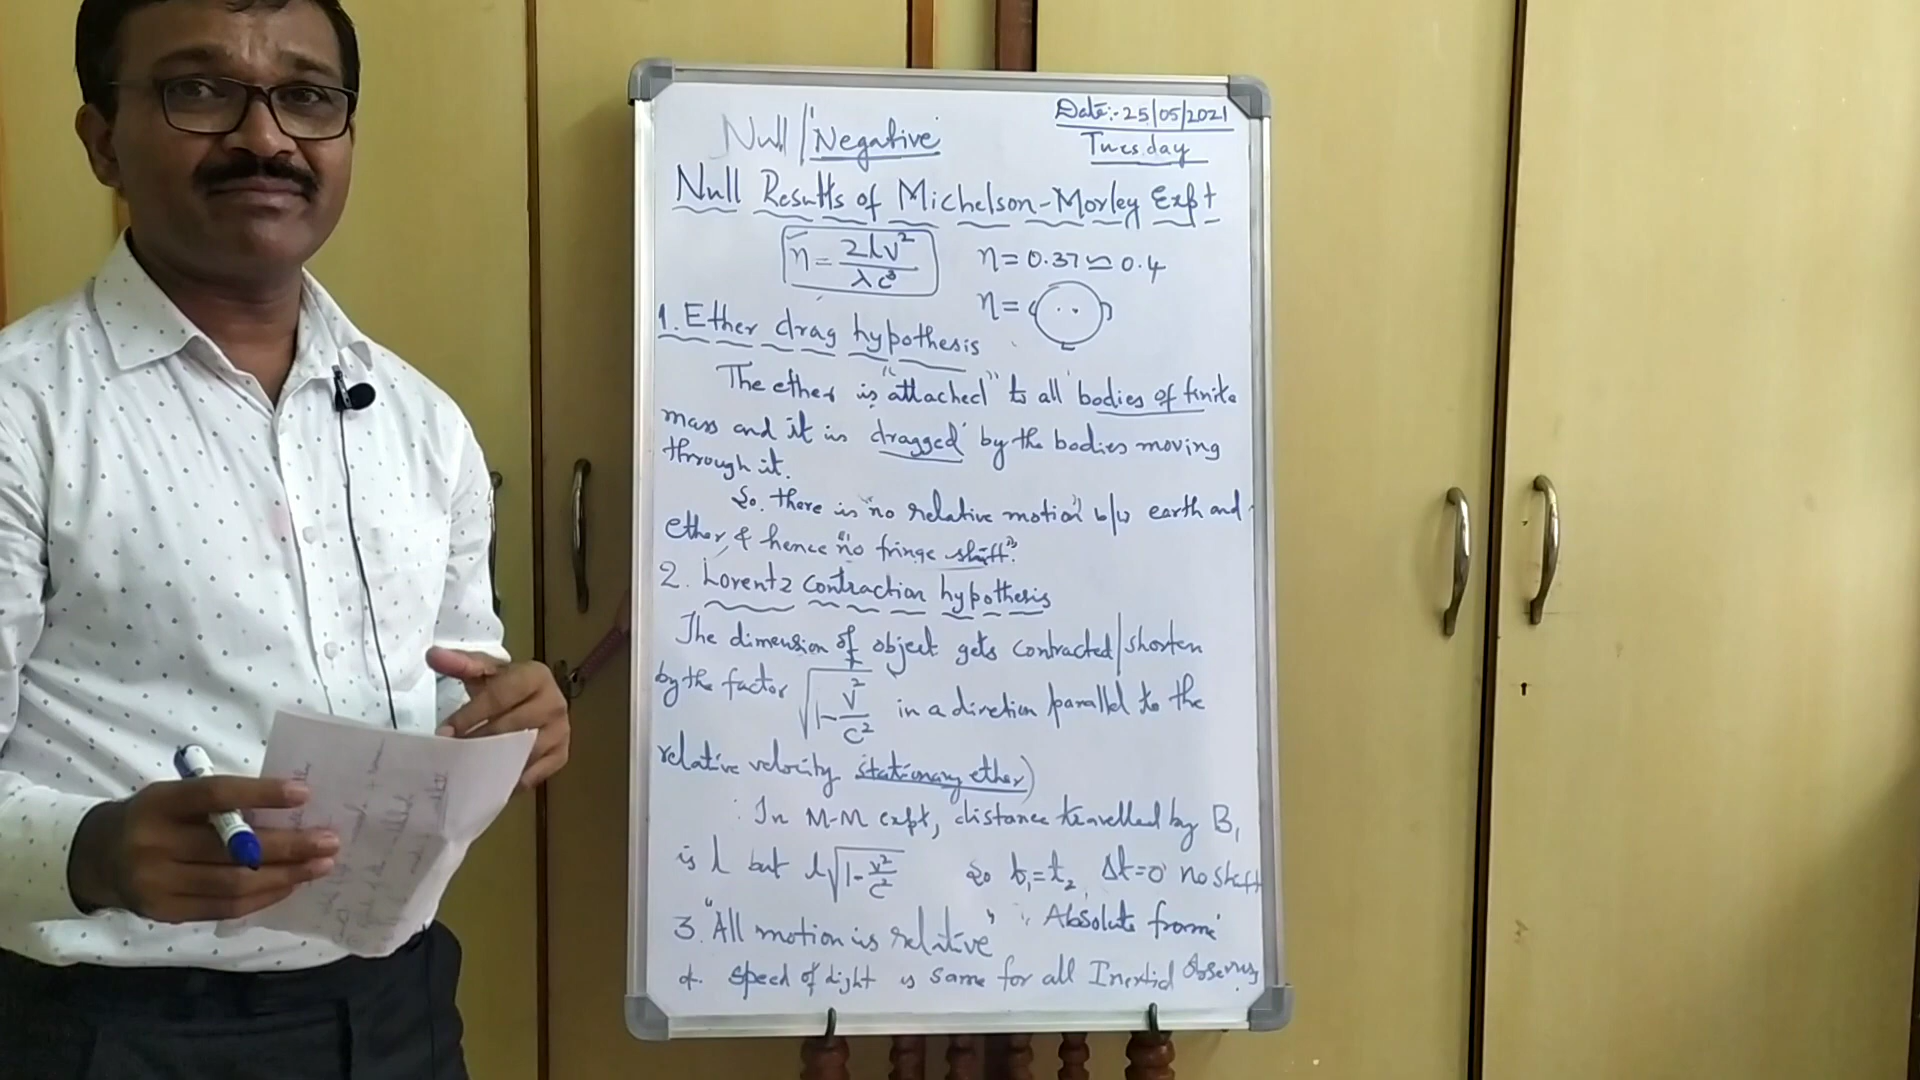 Null/Negative
Date:-25/05/2021
Tuesday
Null Results of Michelson-Morley Expt
n = 2lv²/λc³
η = 0.37 ≃ 0.4
η =
1. Ether drag hypothesis
The ether is "attached" to all bodies of finite
mass and it is dragged by the bodies moving
through it.
So. there is "no relative motion" b/w earth and
ether & hence "no fringe shift".
2. Lorentz contraction hypothesis
The dimension of object gets contracted/shorten
by the factor √1-v²/c² in a diretion parallel to the
relative velocity stationary ether)
In M-M expt, distance travelled by B,
is l but l√1-v²/c² so t₁=t₂, Δt=0 no shift
3. "All motion is relative" Absolute frame
speed of light is same for all Inertial